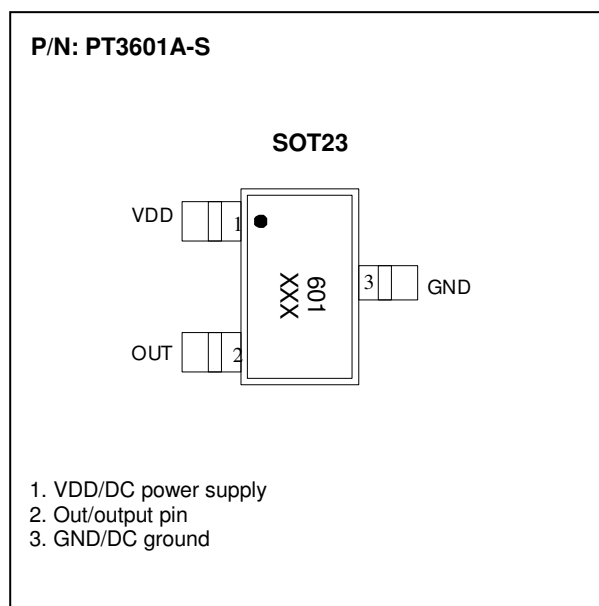 P/N: PT3601A-S
SOT23
VDD
1
601
XXX
3
GND
OUT
2
1. VDD/DC power supply
2. Out/output pin
3. GND/DC ground